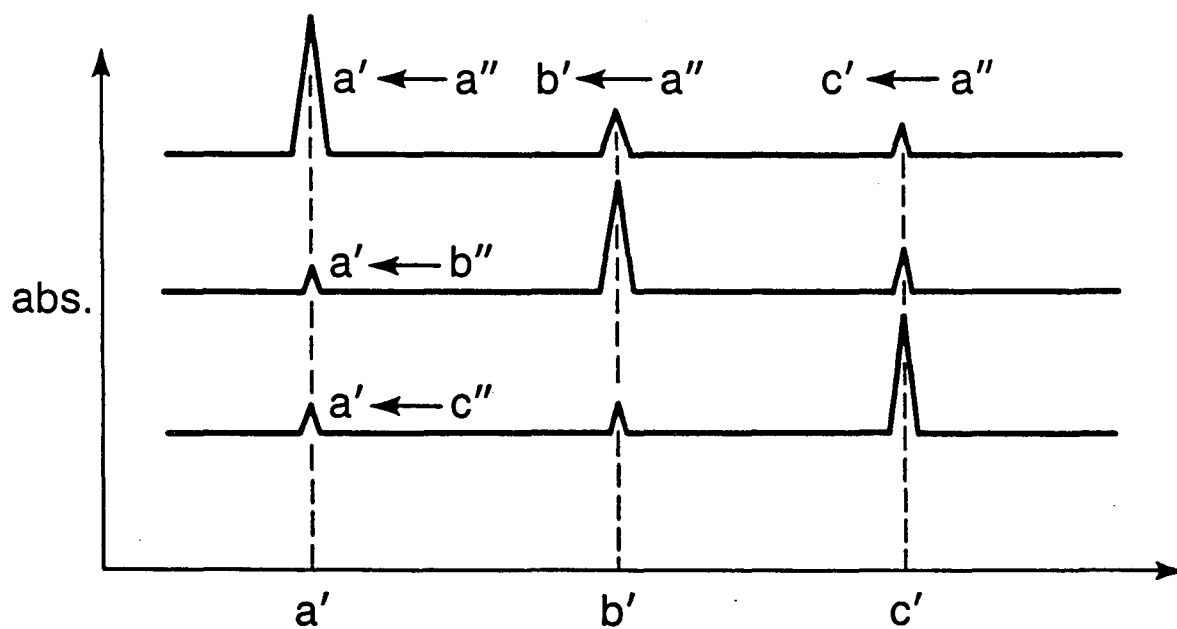 a′ ← a″ b′ ← a″ c′ ← a″
a′ ← b″
abs.
a′ ← c″
a′ b′ c′